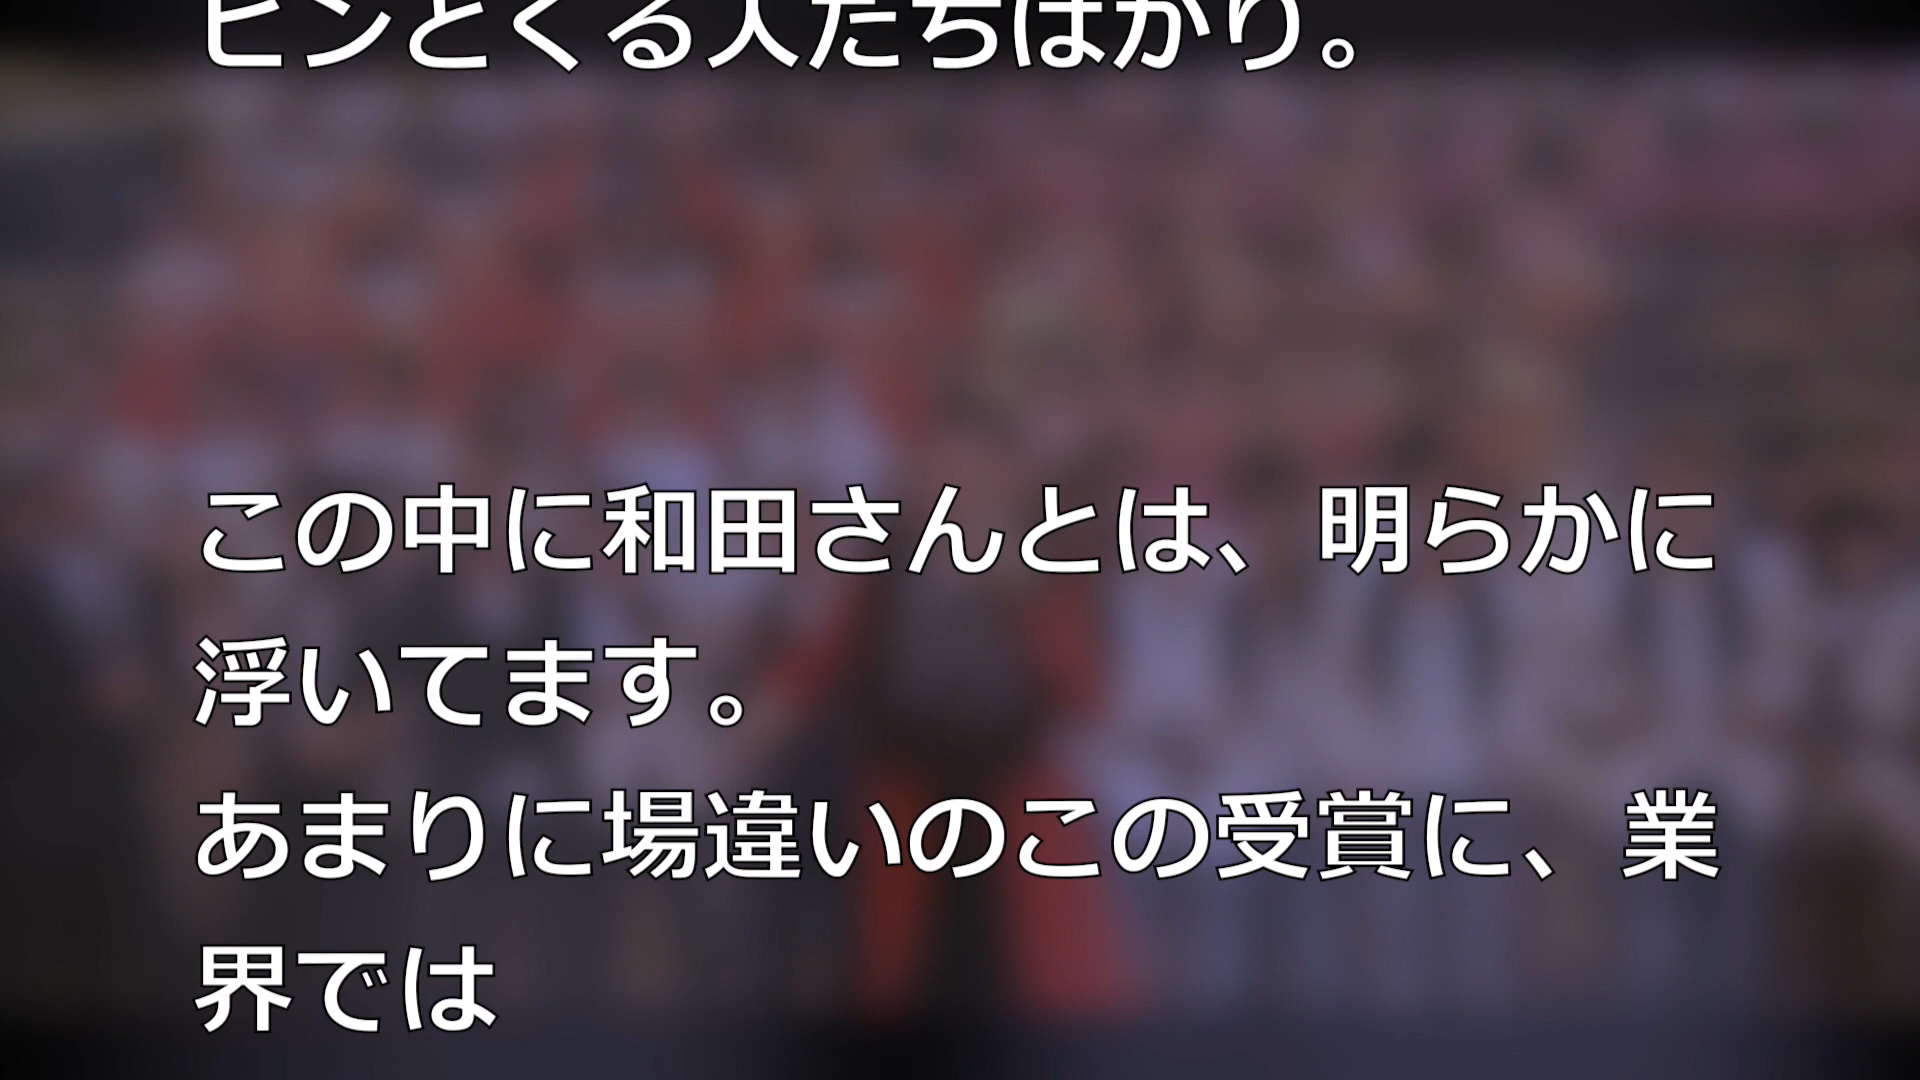 ピンとくる人たちばかり。
この中に和田さんとは、明らかに
浮いてます。
あまりに場違いのこの受賞に、業
界では